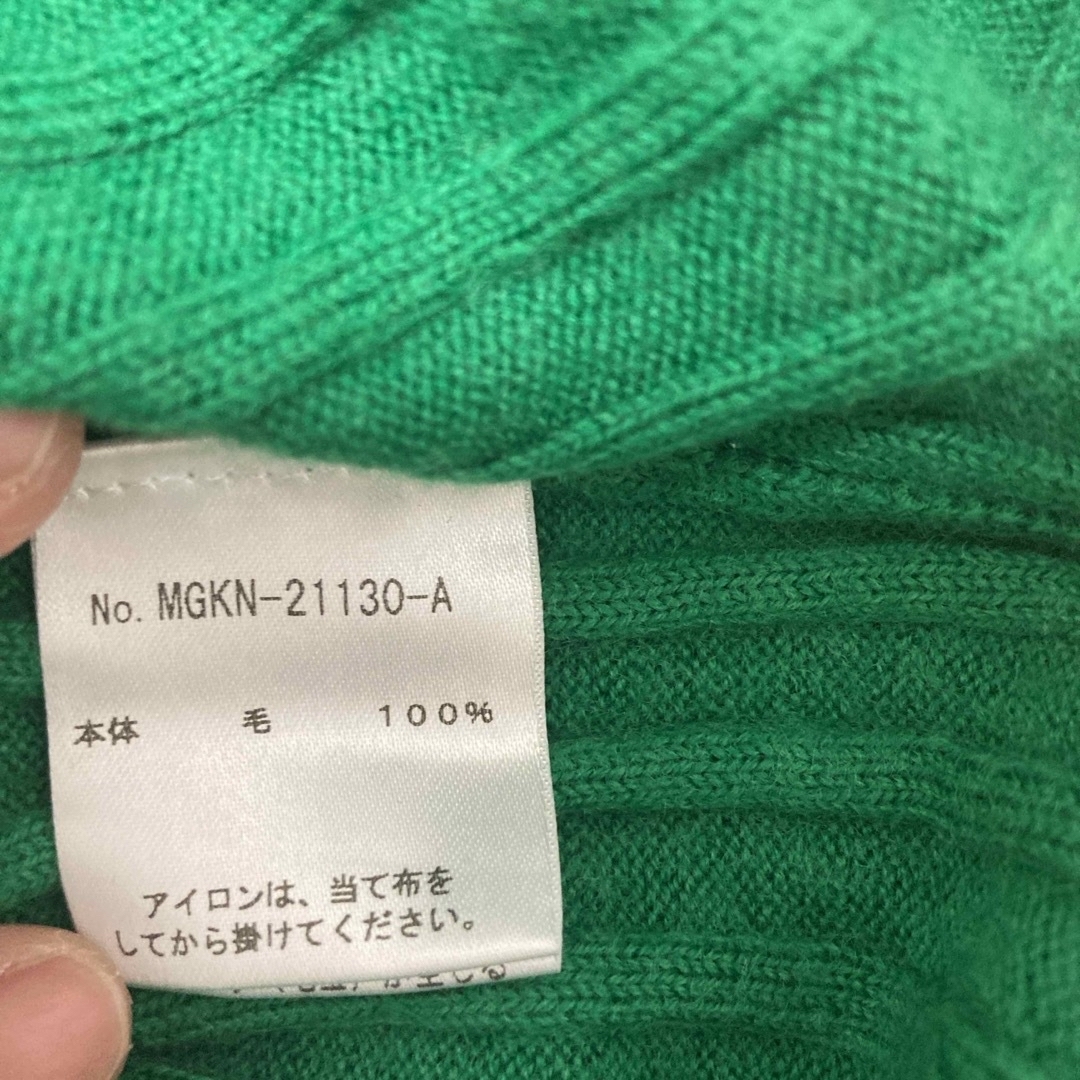 No. MGKN-21130-A
本体 毛 １００％
アイロンは、当て布を
してから掛けてください。